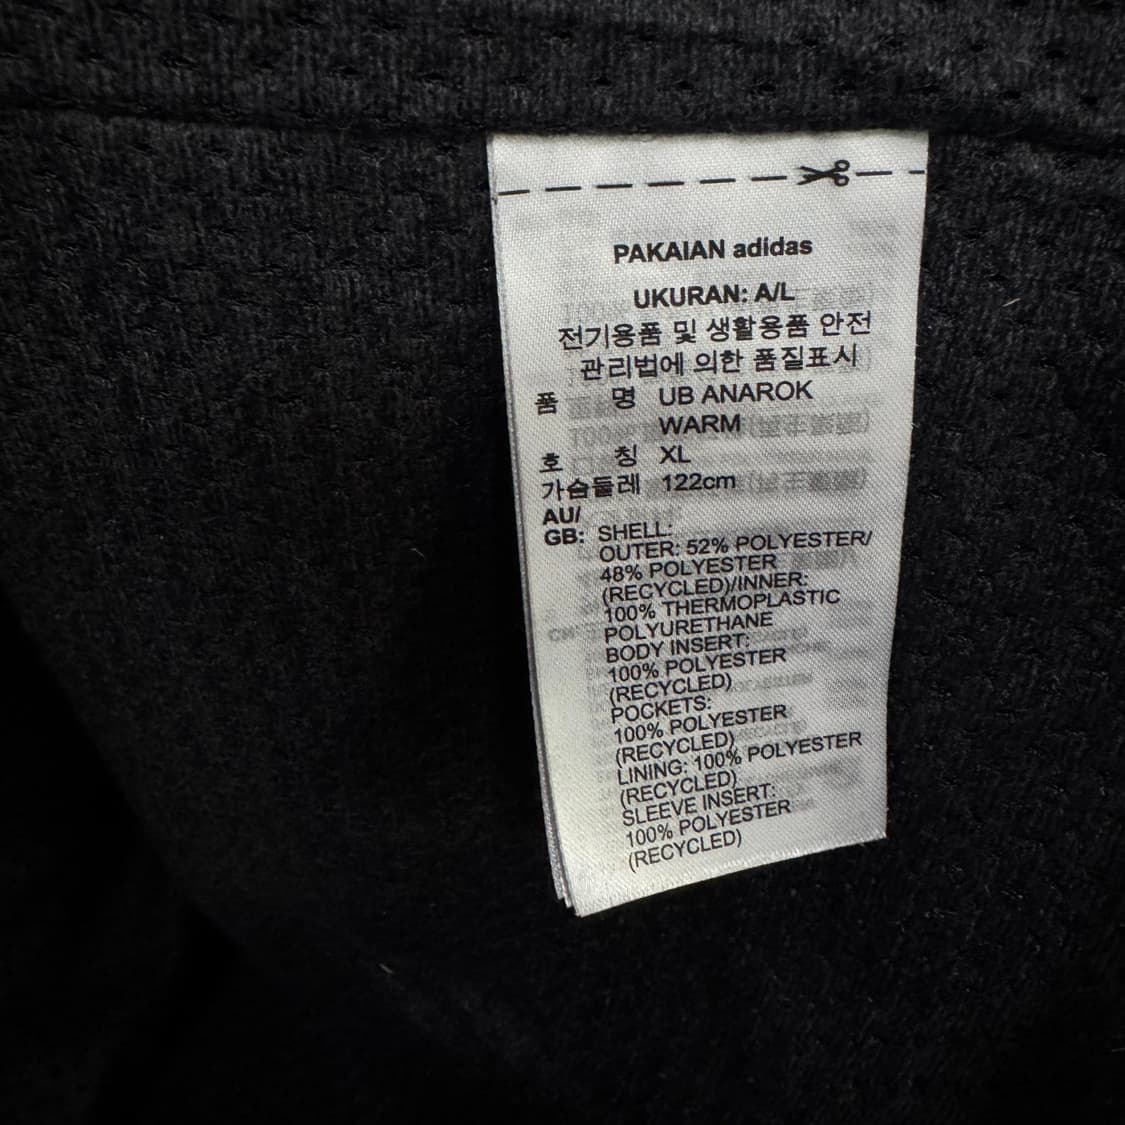 PAKAIAN adidas
UKURAN: A/L
전기용품 및 생활용품 안전
관리법에 의한 품질표시
품 명 UB ANAROK
WARM
호 칭 XL
가슴둘레 122cm
AU/
GB: SHELL:
OUTER: 52% POLYESTER/
48% POLYESTER
(RECYCLED)/INNER:
100% THERMOPLASTIC
POLYURETHANE
BODY INSERT:
100% POLYESTER
(RECYCLED)
POCKETS:
100% POLYESTER
(RECYCLED)
LINING: 100% POLYESTER
(RECYCLED)
SLEEVE INSERT:
100% POLYESTER
(RECYCLED)